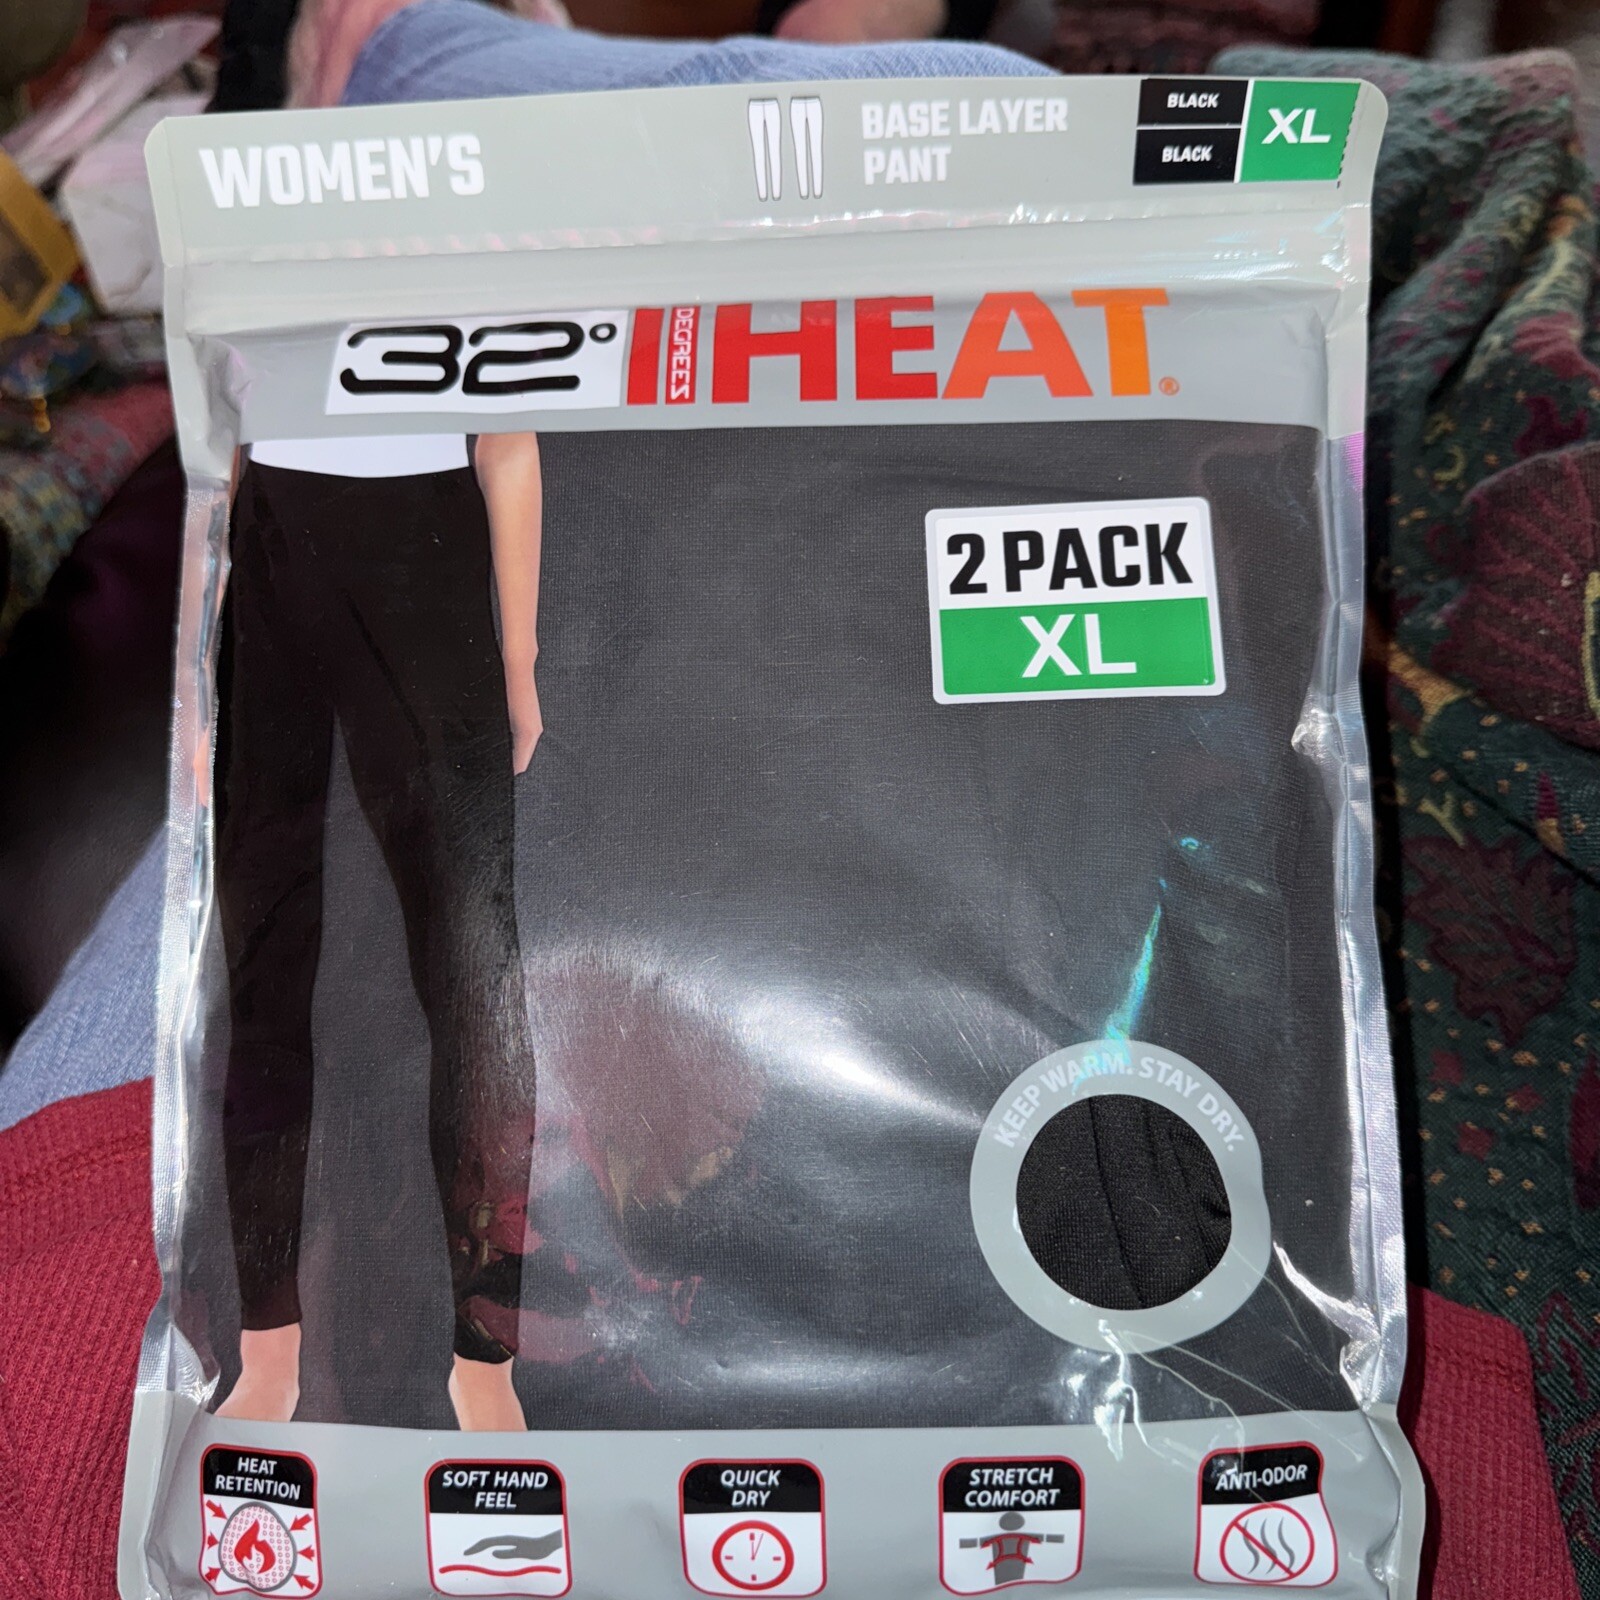 WOMEN'S
BASE LAYER
PANT
BLACK
BLACK
XL
32° DEGREES HEAT®
2 PACK
XL
KEEP WARM. STAY DRY.
HEAT
RETENTION
SOFT HAND
FEEL
QUICK
DRY
STRETCH
COMFORT
ANTI-ODOR